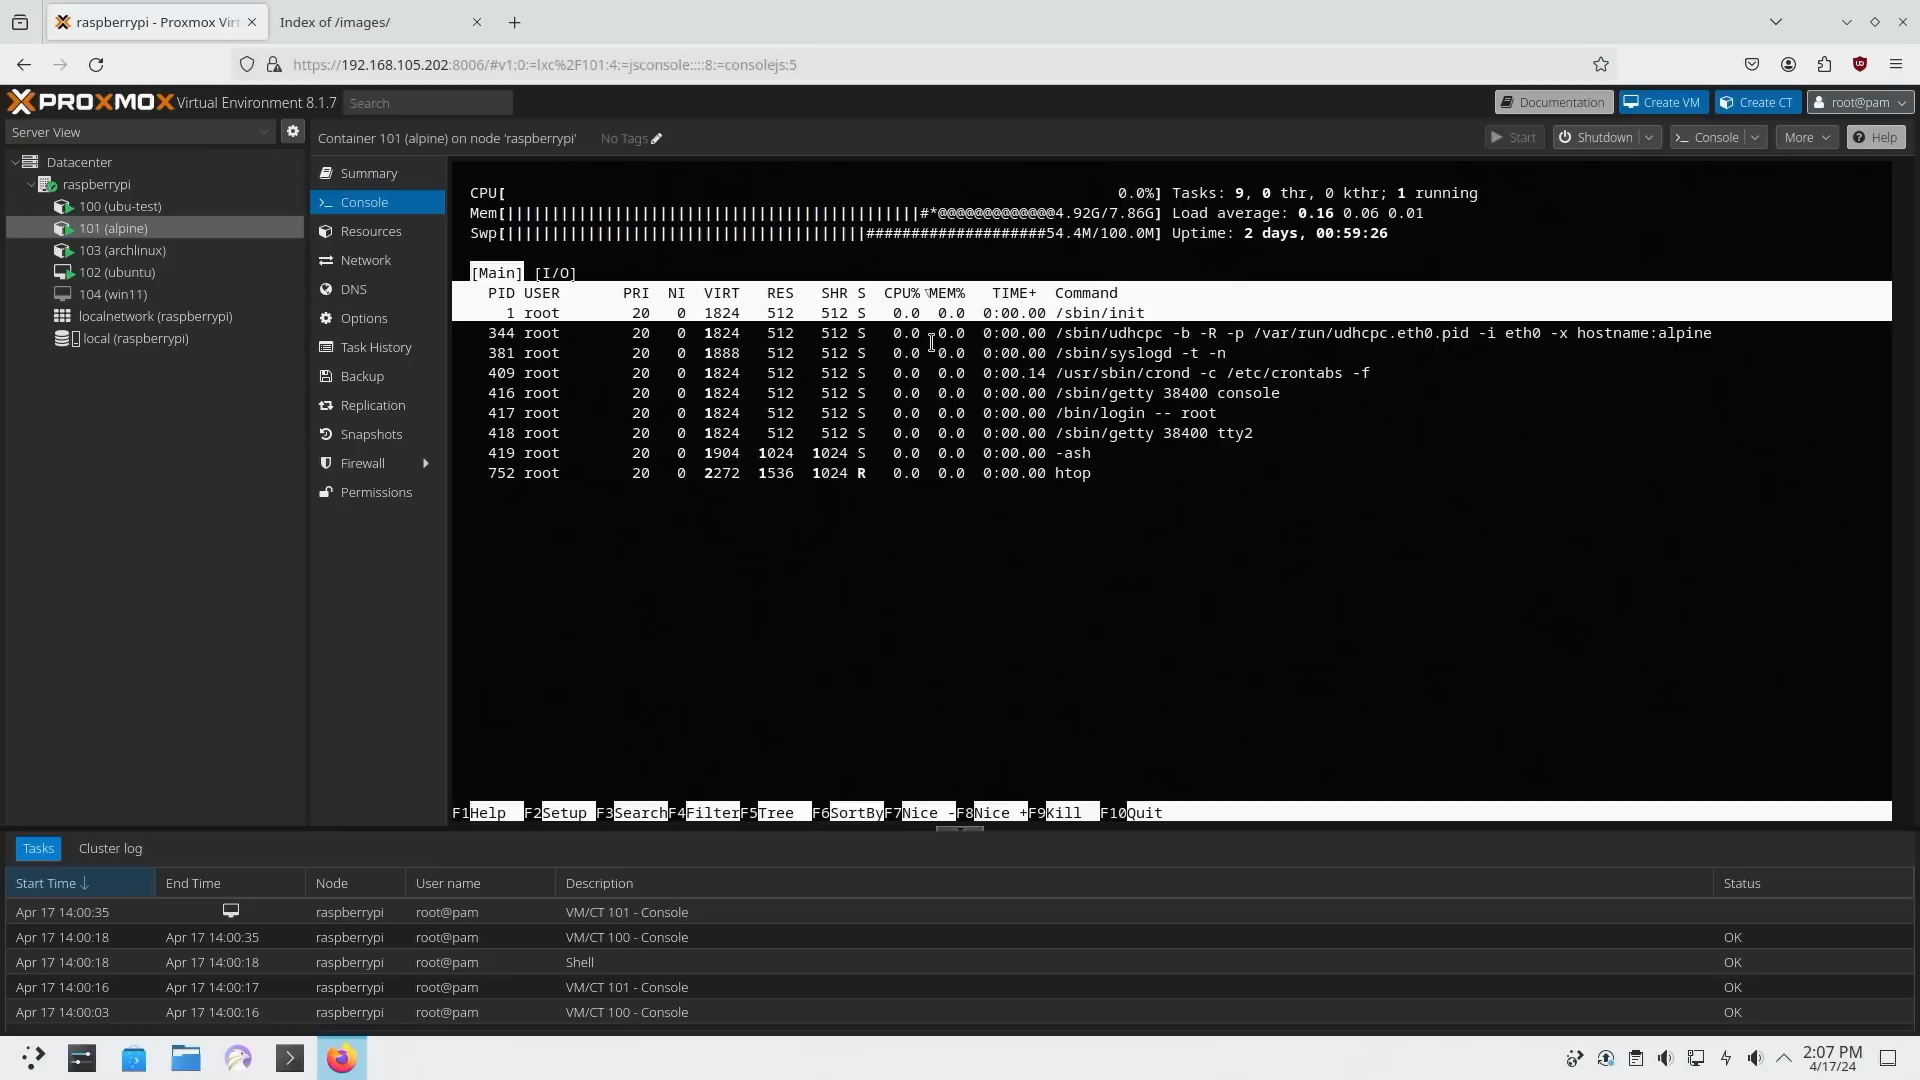 raspberrypi - Proxmox Virt
Index of /images/
https://192.168.105.202:8006/#v1:0:=lxc%2F101:4:=jsconsole::::8:=consolejs:5
PROXMOX Virtual Environment 8.1.7 Search
Documentation Create VM Create CT root@pam
Server View
Container 101 (alpine) on node 'raspberrypi' No Tags
Start Shutdown Console More Help
Datacenter
raspberrypi
100 (ubu-test)
101 (alpine)
103 (archlinux)
102 (ubuntu)
104 (win11)
localnetwork (raspberrypi)
local (raspberrypi)
Summary
Console
Resources
Network
DNS
Options
Task History
Backup
Replication
Snapshots
Firewall
Permissions
CPU[ 0.0%] Tasks: 9, 0 thr, 0 kthr; 1 running
Mem[||||||||||||||||||||||||||||||||||||||||||||||#*@@@@@@@@@@@@@4.92G/7.86G] Load average: 0.16 0.06 0.01
Swp[||||||||||||||||||||||||||||||||||||||||####################54.4M/100.0M] Uptime: 2 days, 00:59:26
[Main] [I/O]
PID USER PRI NI VIRT RES SHR S CPU%▽MEM% TIME+ Command
1 root 20 0 1824 512 512 S 0.0 0.0 0:00.00 /sbin/init
344 root 20 0 1824 512 512 S 0.0 0.0 0:00.00 /sbin/udhcpc -b -R -p /var/run/udhcpc.eth0.pid -i eth0 -x hostname:alpine
381 root 20 0 1888 512 512 S 0.0 0.0 0:00.00 /sbin/syslogd -t -n
409 root 20 0 1824 512 512 S 0.0 0.0 0:00.14 /usr/sbin/crond -c /etc/crontabs -f
416 root 20 0 1824 512 512 S 0.0 0.0 0:00.00 /sbin/getty 38400 console
417 root 20 0 1824 512 512 S 0.0 0.0 0:00.00 /bin/login -- root
418 root 20 0 1824 512 512 S 0.0 0.0 0:00.00 /sbin/getty 38400 tty2
419 root 20 0 1904 1024 1024 S 0.0 0.0 0:00.00 -ash
752 root 20 0 2272 1536 1024 R 0.0 0.0 0:00.00 htop
F1Help F2Setup F3SearchF4FilterF5Tree F6SortByF7Nice -F8Nice +F9Kill F10Quit
Tasks Cluster log
Start Time End Time Node User name Description Status
Apr 17 14:00:35 raspberrypi root@pam VM/CT 101 - Console
Apr 17 14:00:18 Apr 17 14:00:35 raspberrypi root@pam VM/CT 100 - Console OK
Apr 17 14:00:18 Apr 17 14:00:18 raspberrypi root@pam Shell OK
Apr 17 14:00:16 Apr 17 14:00:17 raspberrypi root@pam VM/CT 101 - Console OK
Apr 17 14:00:03 Apr 17 14:00:16 raspberrypi root@pam VM/CT 100 - Console OK
2:07 PM
4/17/24